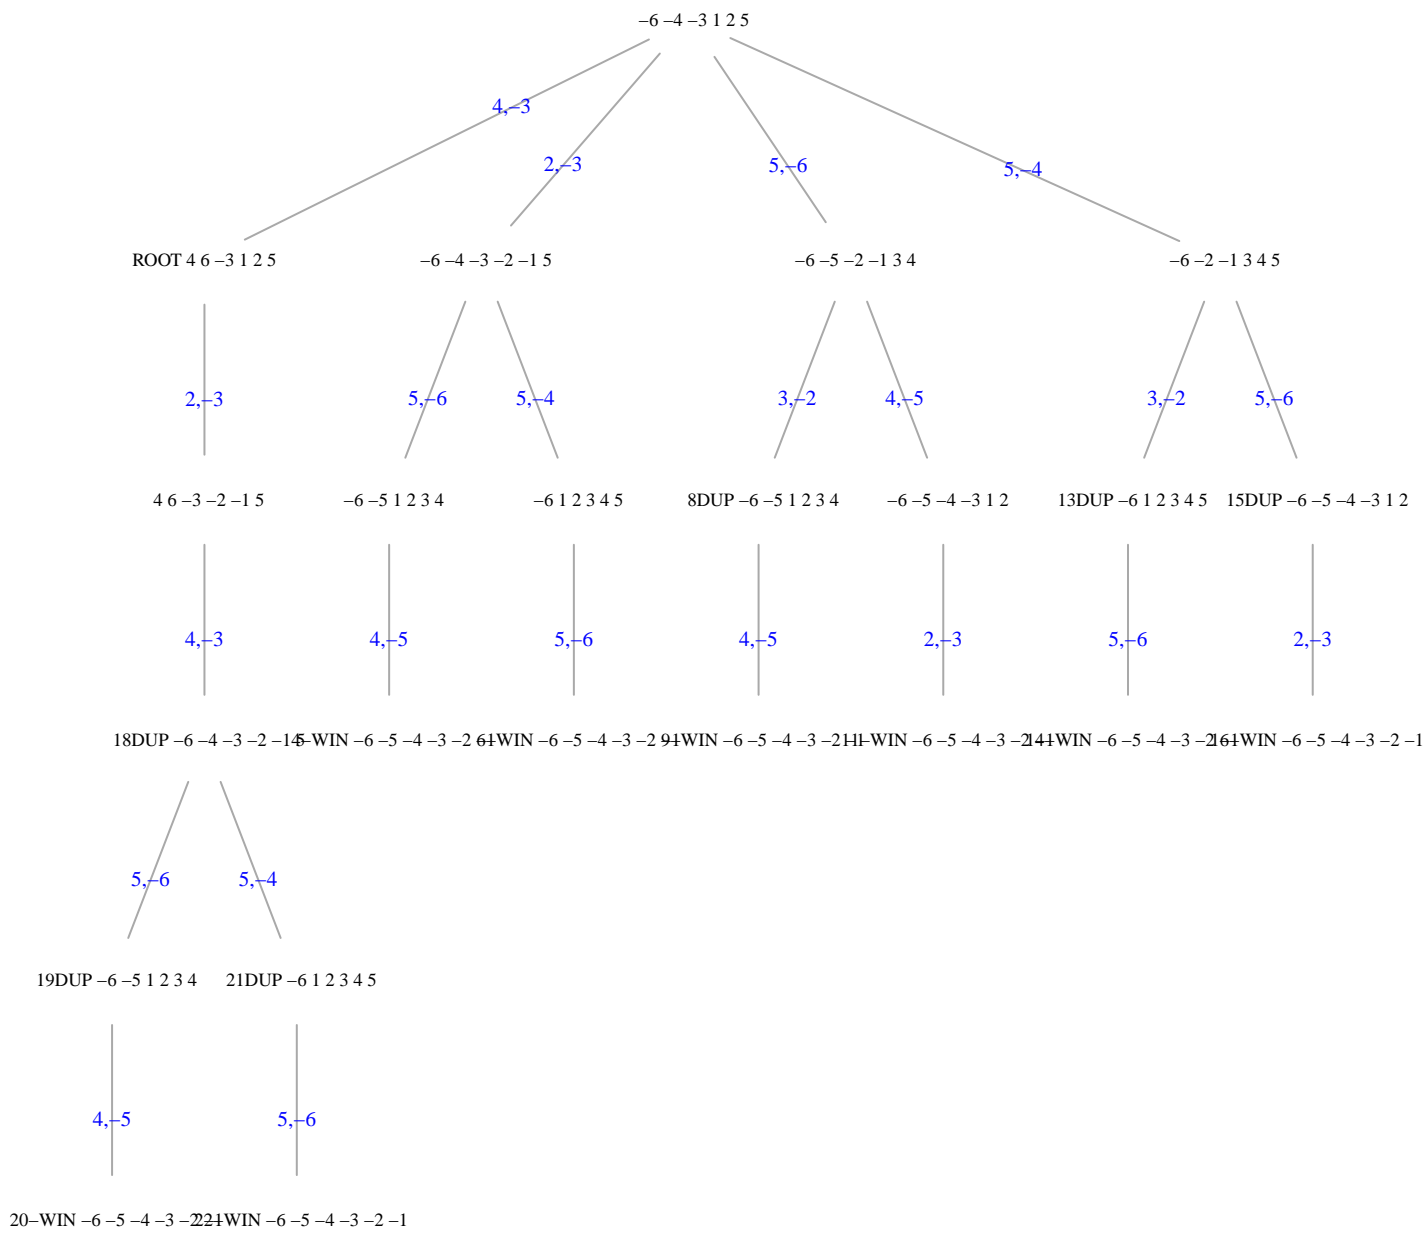 −6 −4 −3 1 2 5
4,−3
2,−3
5,−6
5,−4
ROOT 4 6 −3 1 2 5
−6 −4 −3 −2 −1 5
−6 −5 −2 −1 3 4
−6 −2 −1 3 4 5
2,−3
5,−6
5,−4
3,−2
4,−5
3,−2
5,−6
4 6 −3 −2 −1 5
−6 −5 1 2 3 4
−6 1 2 3 4 5
8DUP −6 −5 1 2 3 4
−6 −5 −4 −3 1 2
13DUP −6 1 2 3 4 5
15DUP −6 −5 −4 −3 1 2
4,−3
4,−5
5,−6
4,−5
2,−3
5,−6
2,−3
18DUP −6 −4 −3 −2 −1 5
−WIN −6 −5 −4 −3 −2
−WIN −6 −5 −4 −3 −2
−WIN −6 −5 −4 −3 −2
−WIN −6 −5 −4 −3 −2
−WIN −6 −5 −4 −3 −2
16−WIN −6 −5 −4 −3 −2 −1
5,−6
5,−4
19DUP −6 −5 1 2 3 4
21DUP −6 1 2 3 4 5
4,−5
5,−6
20−WIN −6 −5 −4 −3 −2
22−WIN −6 −5 −4 −3 −2 −1